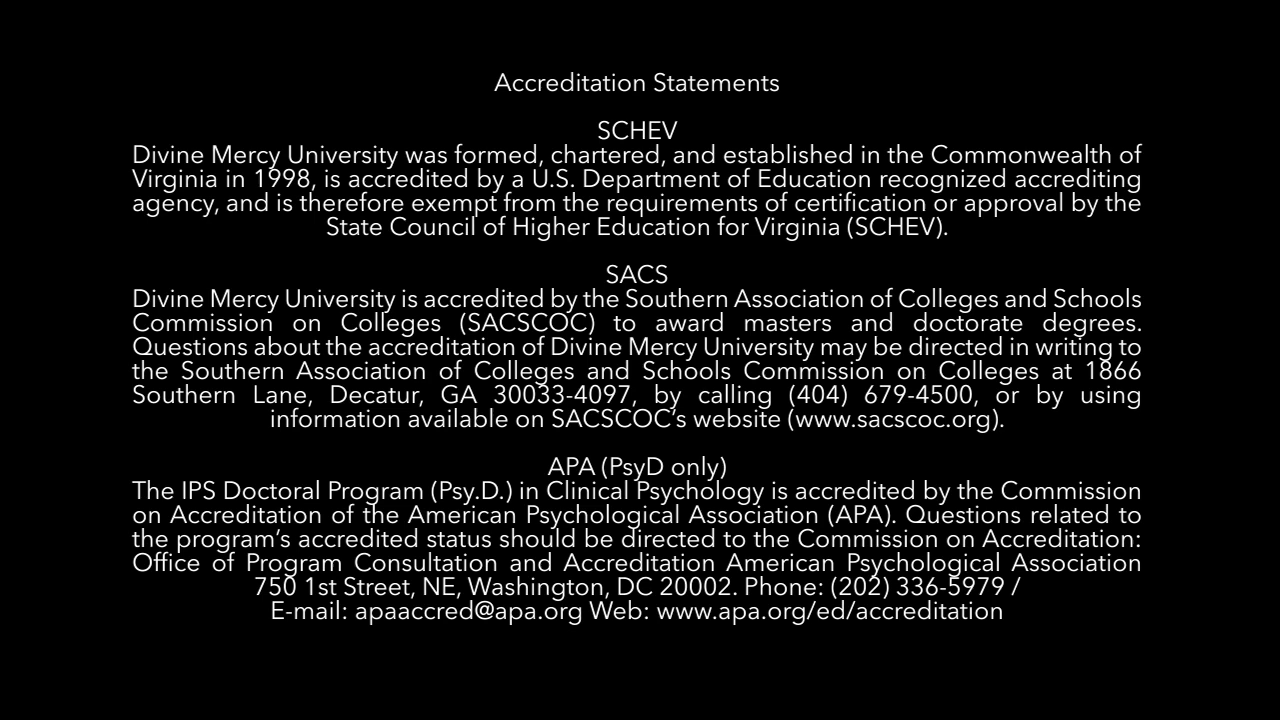 Accreditation Statements
SCHEV
Divine Mercy University was formed, chartered, and established in the Commonwealth of
Virginia in 1998, is accredited by a U.S. Department of Education recognized accrediting
agency, and is therefore exempt from the requirements of certification or approval by the
State Council of Higher Education for Virginia (SCHEV).
SACS
Divine Mercy University is accredited by the Southern Association of Colleges and Schools
Commission on Colleges (SACSCOC) to award masters and doctorate degrees.
Questions about the accreditation of Divine Mercy University may be directed in writing to
the Southern Association of Colleges and Schools Commission on Colleges at 1866
Southern Lane, Decatur, GA 30033-4097, by calling (404) 679-4500, or by using
information available on SACSCOC’s website (www.sacscoc.org).
APA (PsyD only)
The IPS Doctoral Program (Psy.D.) in Clinical Psychology is accredited by the Commission
on Accreditation of the American Psychological Association (APA). Questions related to
the program’s accredited status should be directed to the Commission on Accreditation:
Office of Program Consultation and Accreditation American Psychological Association
750 1st Street, NE, Washington, DC 20002. Phone: (202) 336-5979 /
E-mail: apaaccred@apa.org Web: www.apa.org/ed/accreditation